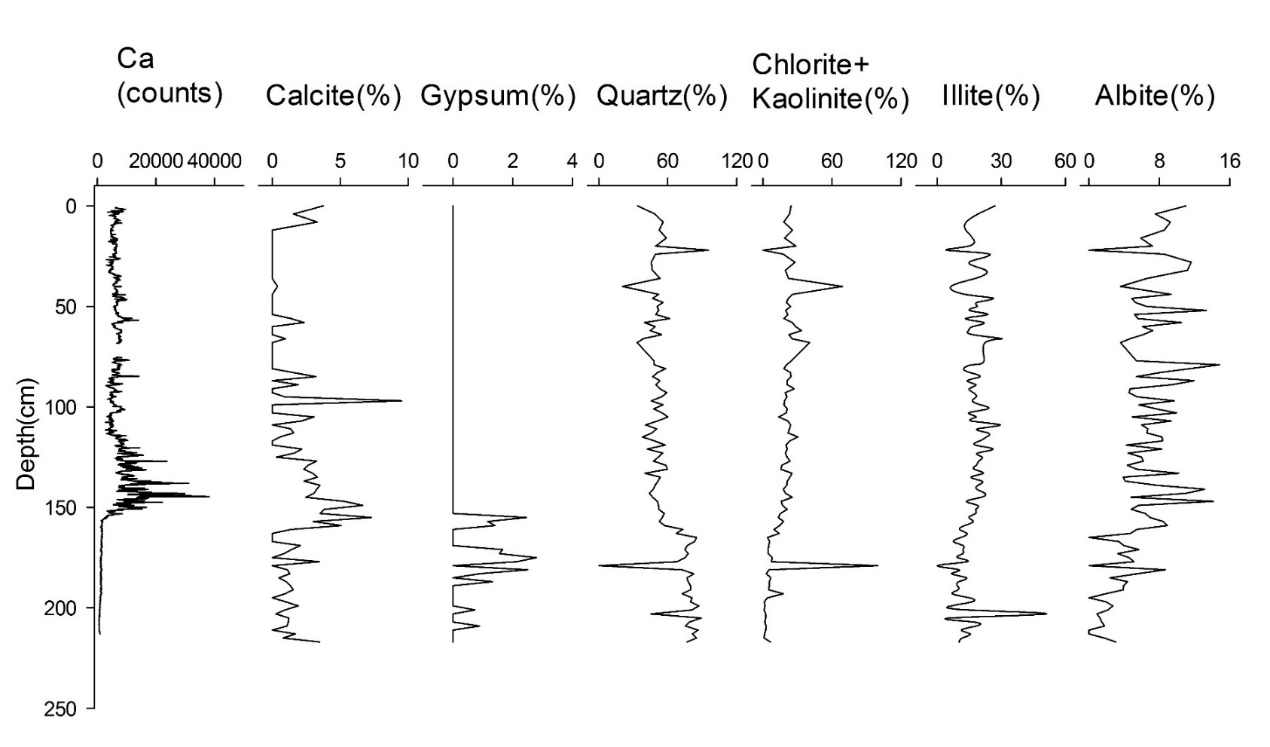 Ca
(counts)
Calcite(%)
Gypsum(%)
Quartz(%)
Chlorite+
Kaolinite(%)
Illite(%)
Albite(%)
0 20000 40000
0 5 10
0 2 4
0 60 120
0 60 120
0 30 60
0 8 16
0
50
100
150
200
250
Depth(cm)